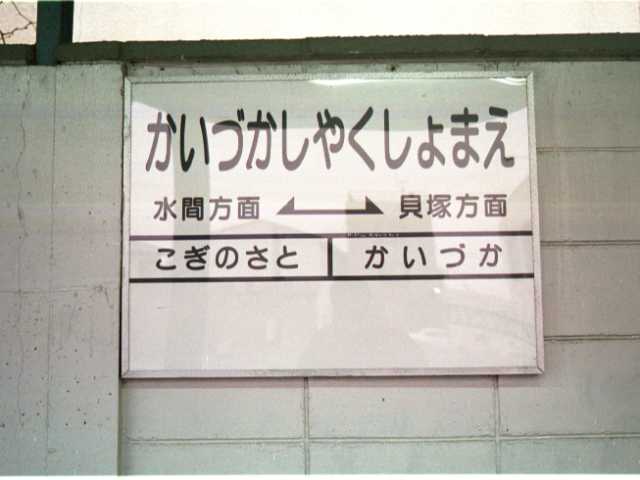 かいづかしやくしょまえ
水間方面 貝塚方面
こぎのさと かいづか